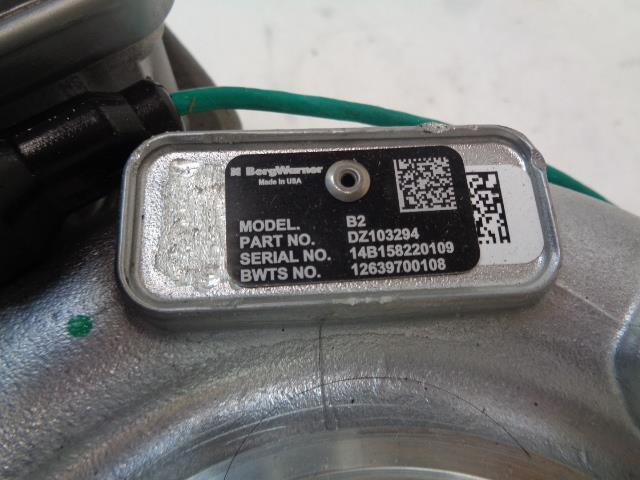 BorgWarner
Made in USA
MODEL. B2
PART NO. DZ103294
SERIAL NO. 14B158220109
BWTS NO. 12639700108